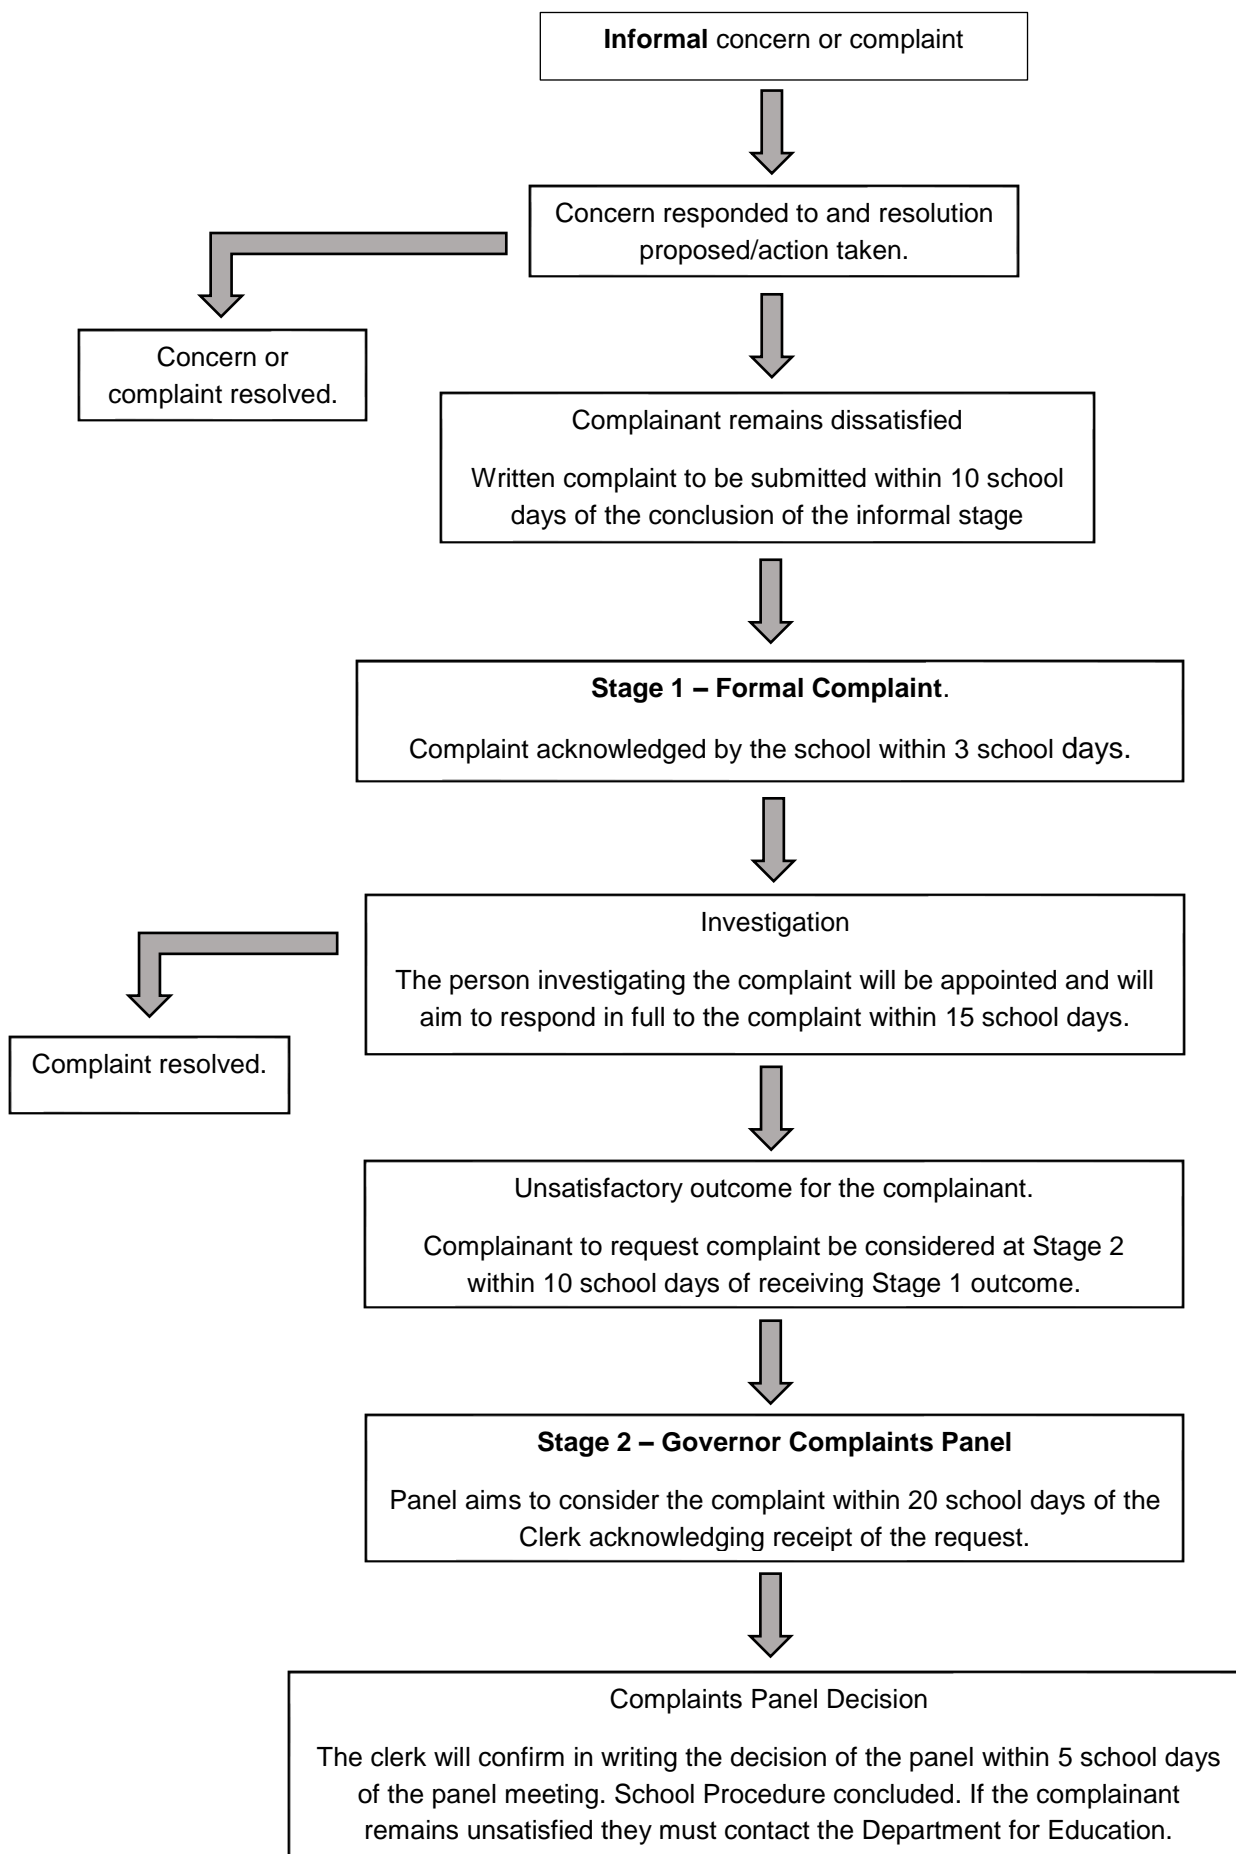 Informal concern or complaint
Concern responded to and resolution
proposed/action taken.
Concern or
complaint resolved.
Complainant remains dissatisfied
Written complaint to be submitted within 10 school
days of the conclusion of the informal stage
Stage 1 – Formal Complaint.
Complaint acknowledged by the school within 3 school days.
Investigation
The person investigating the complaint will be appointed and will
aim to respond in full to the complaint within 15 school days.
Complaint resolved.
Unsatisfactory outcome for the complainant.
Complainant to request complaint be considered at Stage 2
within 10 school days of receiving Stage 1 outcome.
Stage 2 – Governor Complaints Panel
Panel aims to consider the complaint within 20 school days of the
Clerk acknowledging receipt of the request.
Complaints Panel Decision
The clerk will confirm in writing the decision of the panel within 5 school days
of the panel meeting. School Procedure concluded. If the complainant
remains unsatisfied they must contact the Department for Education.